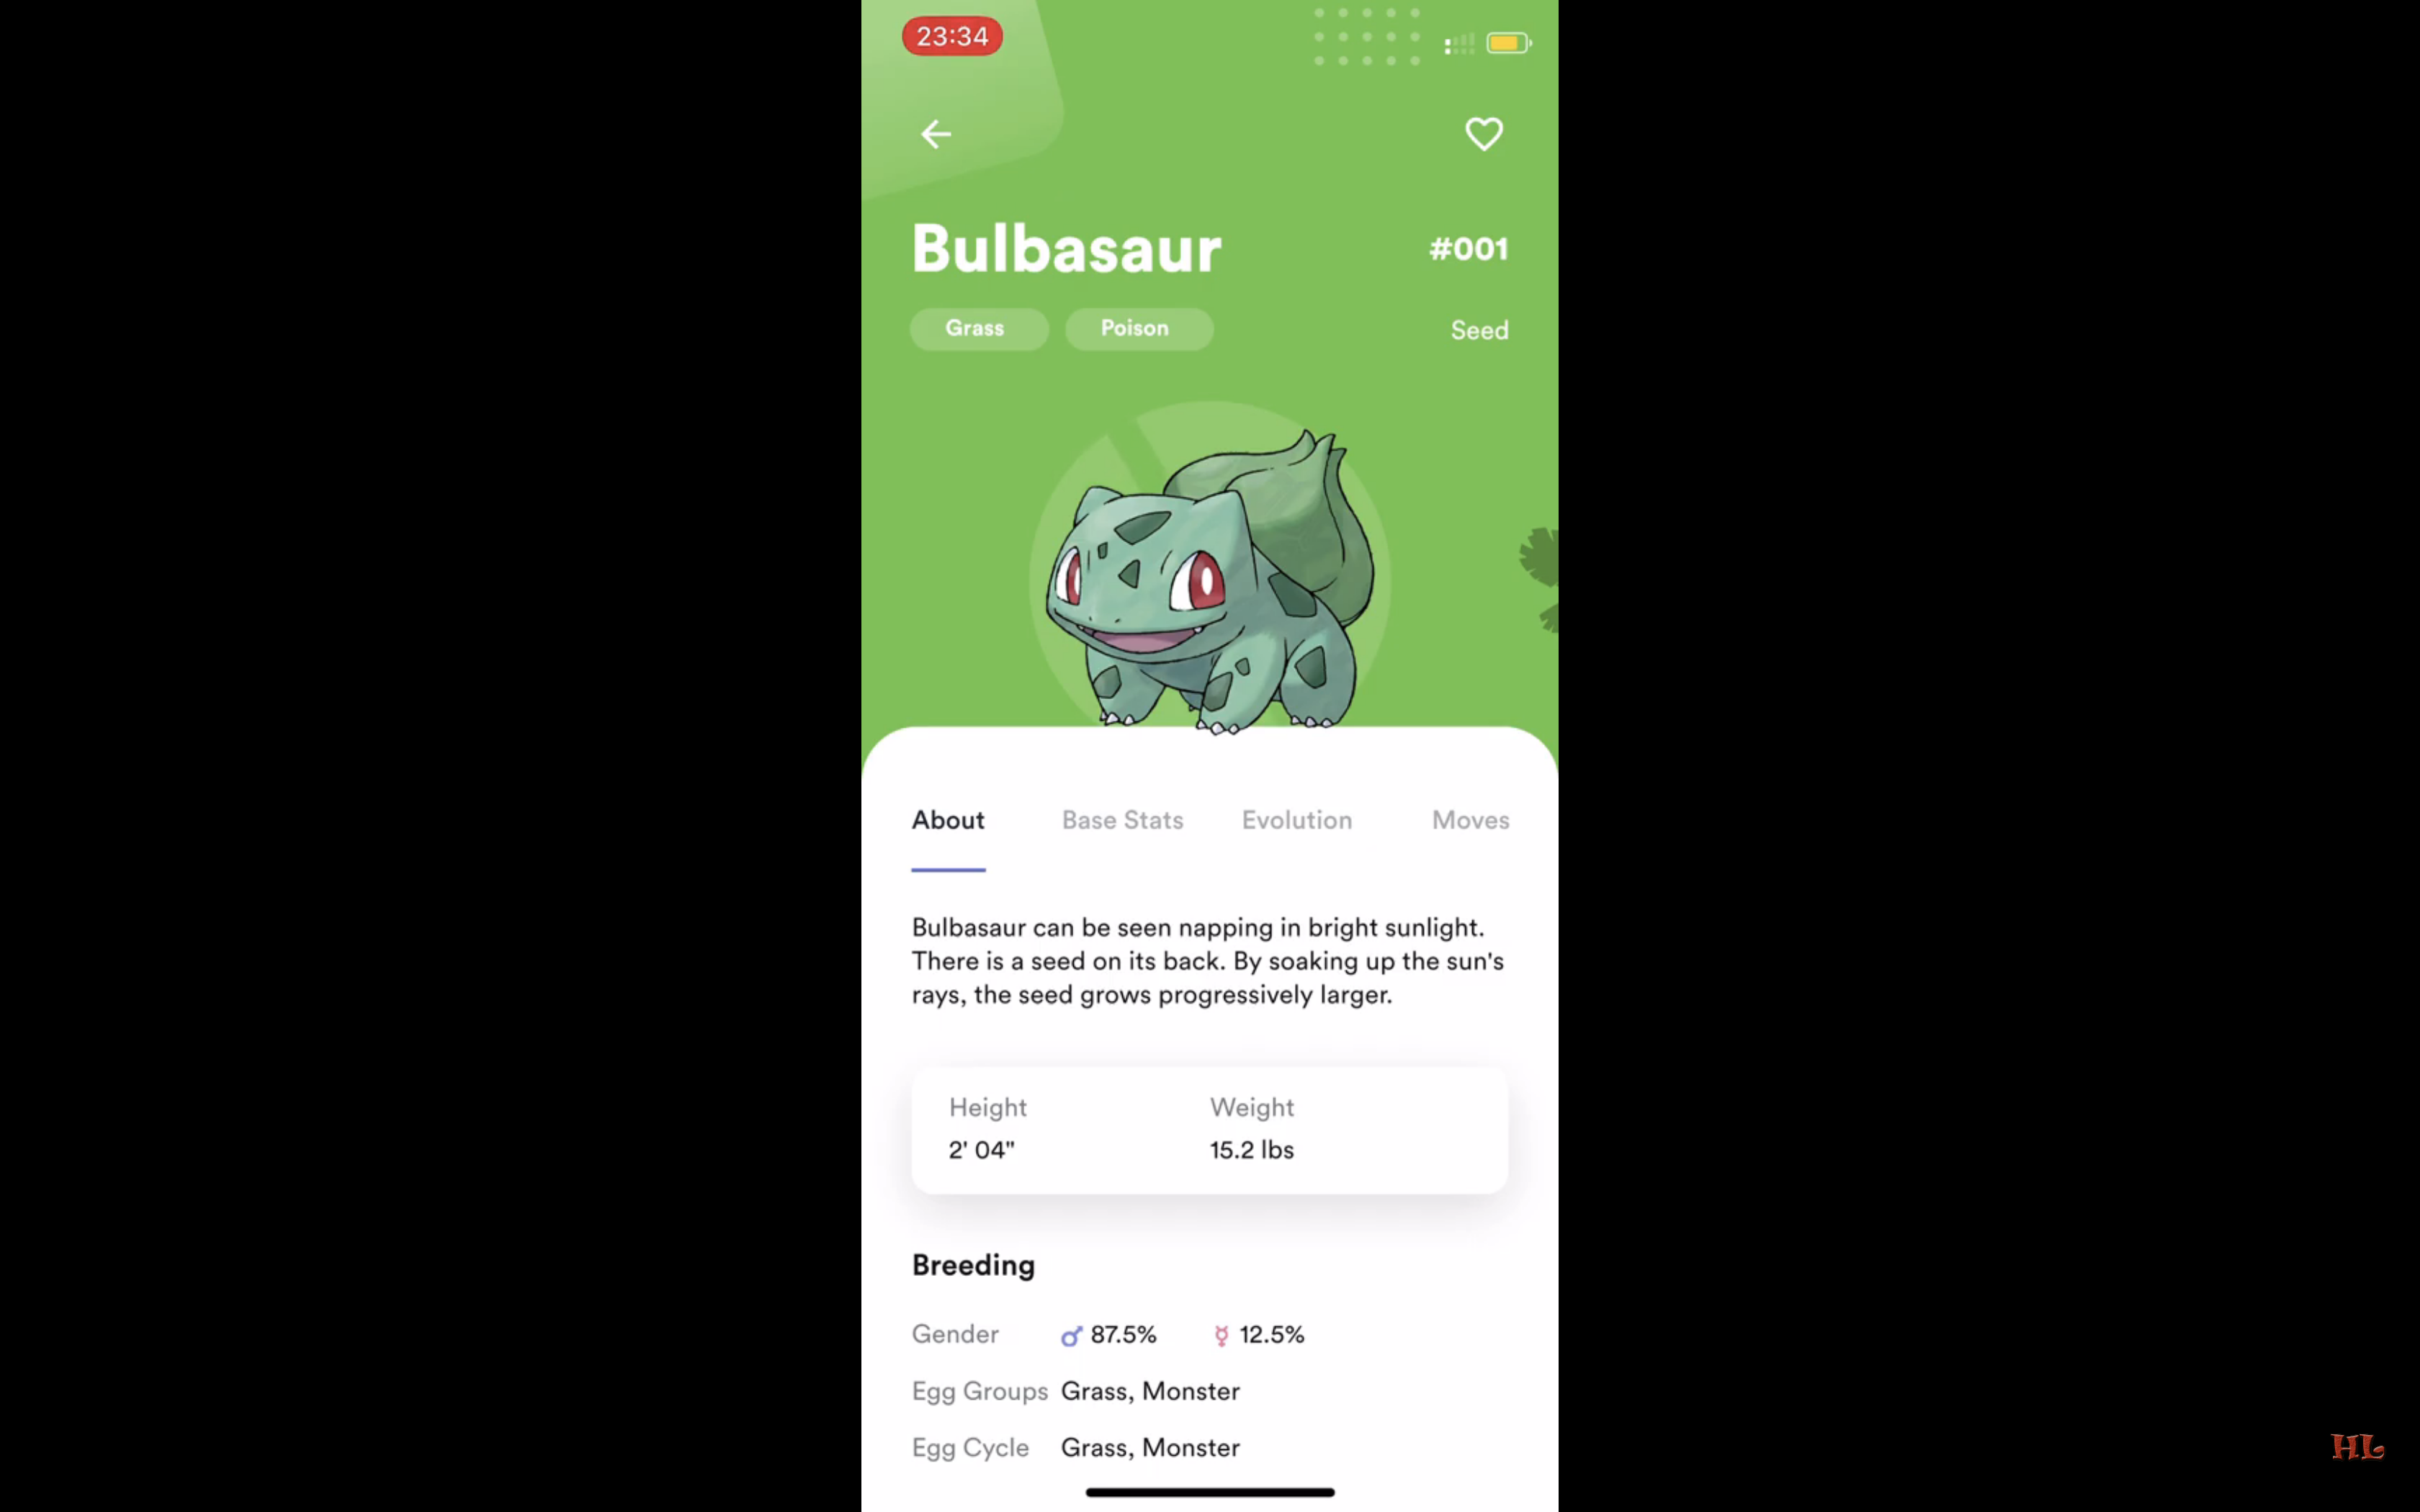 23:34
Bulbasaur #001
Grass Poison Seed
About Base Stats Evolution Moves
Bulbasaur can be seen napping in bright sunlight.
There is a seed on its back. By soaking up the sun's
rays, the seed grows progressively larger.
Height Weight
2' 04" 15.2 lbs
Breeding
Gender ♂ 87.5% ☿ 12.5%
Egg Groups Grass, Monster
Egg Cycle Grass, Monster
HL